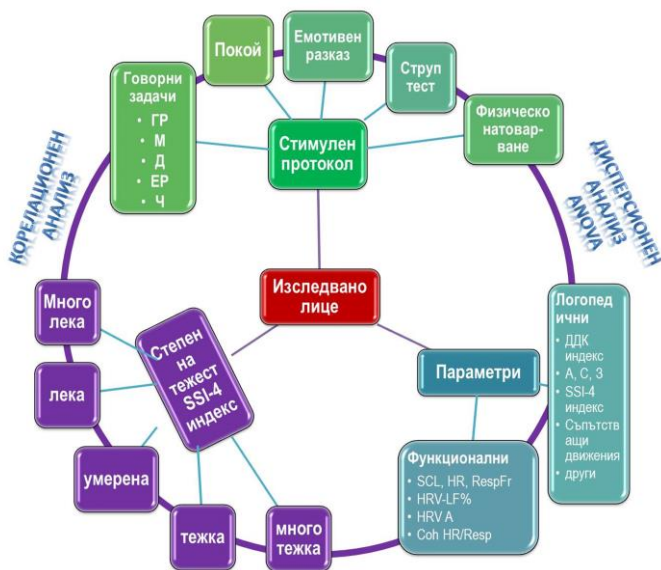 Покой
Емотивен
разказ
Струп
тест
Говорни
задачи
• ГР
• М
• Д
• ЕР
• Ч
Стимулен
протокол
Физическо
натовар-
ване
КОРЕЛАЦИОНЕН
АНАЛИЗ
ДИСПЕРСИОНЕН
АНАЛИЗ
ANOVA
Изследвано
лице
Много
лека
Степен
на
тежест
SSI-4
индекс
Параметри
Логопед
ични
• ДДК
индекс
• А, С, З
• SSI-4
индекс
• Съпътств
ащи
движения
• други
лека
умерена
тежка
много
тежка
Функционални
• SCL, HR, RespFr
• HRV-LF%
• HRV A
• Coh HR/Resp